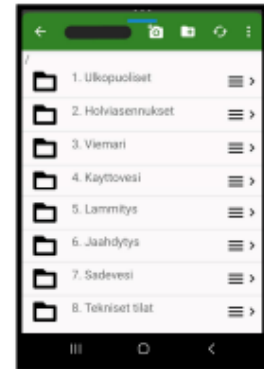 /
1. Ulkopuoliset
2. Holviasennukset
3. Viemari
4. Kayttovesi
5. Lammitys
6. Jaahdytys
7. Sadevesi
8. Tekniset tilat